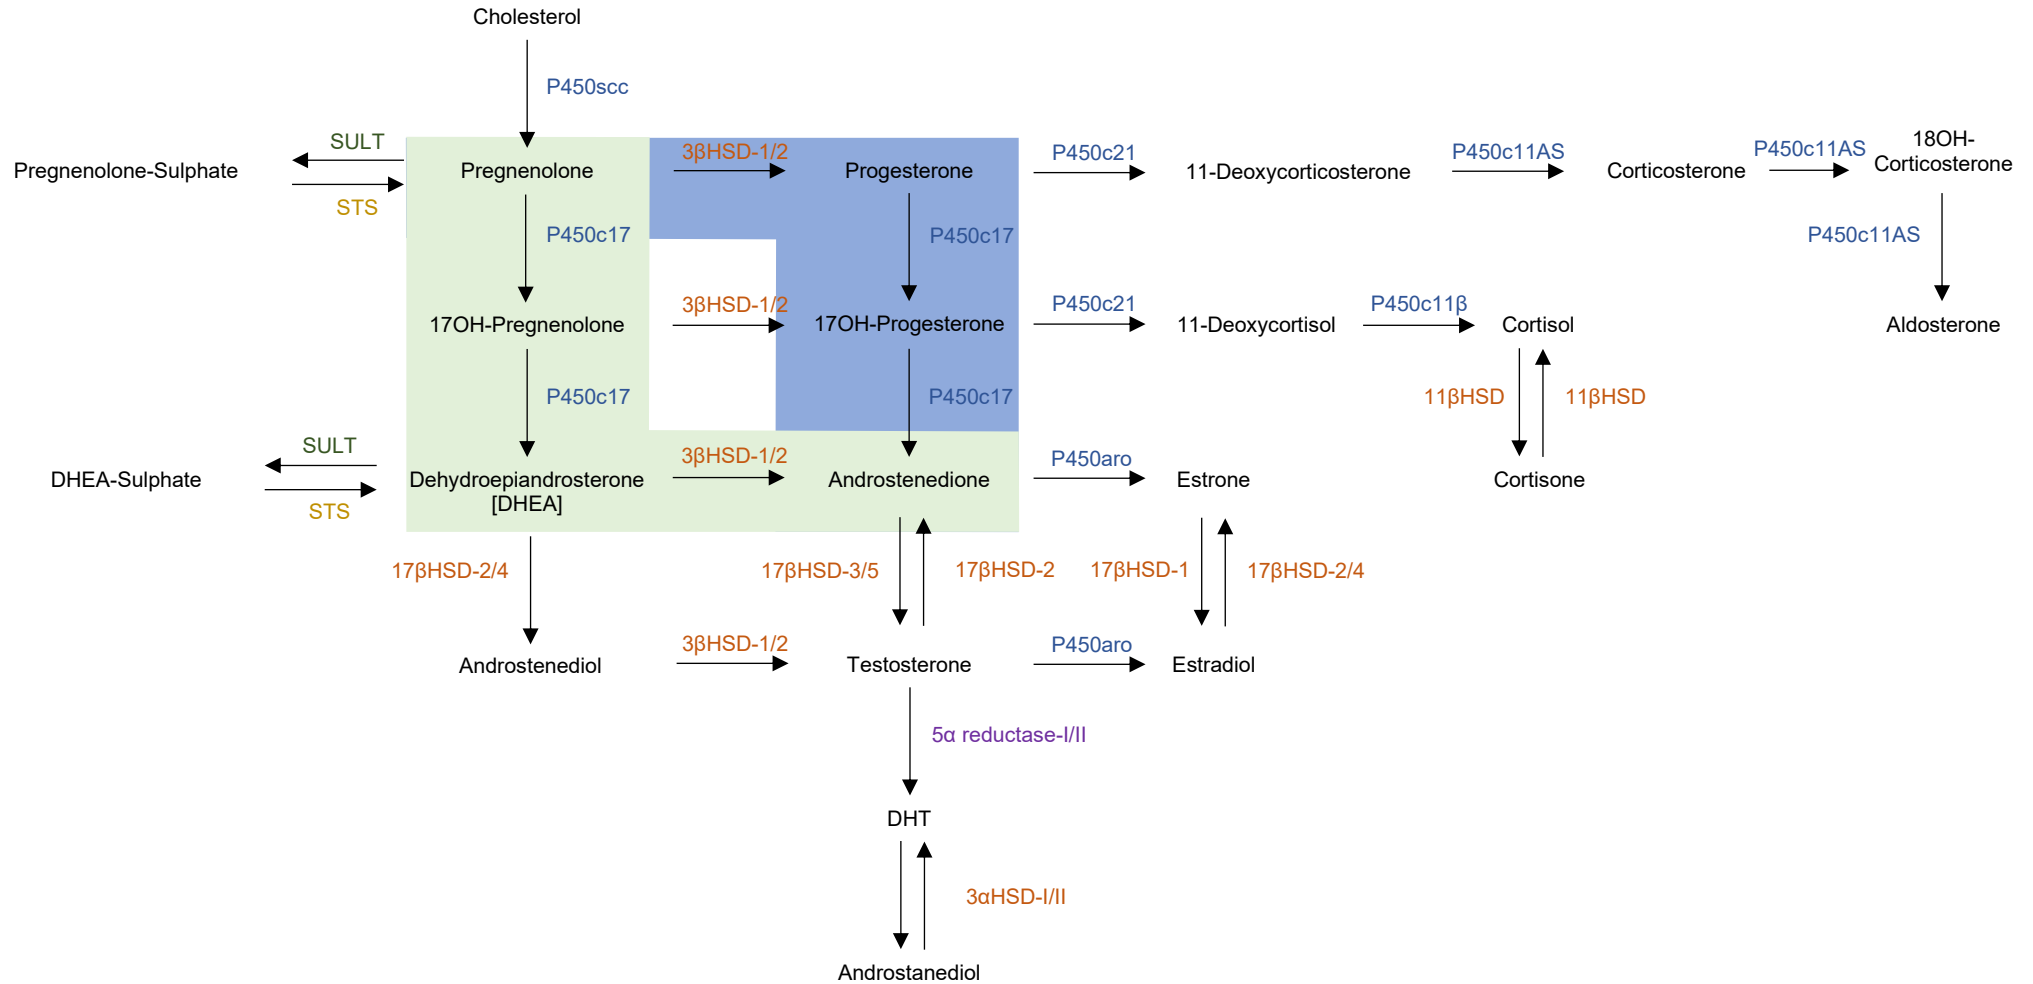 Cholesterol
P450scc
SULT
3βHSD-1/2
P450c21
P450c11AS
P450c11AS
18OH-
Corticosterone
Pregnenolone-Sulphate
Pregnenolone
Progesterone
11-Deoxycorticosterone
Corticosterone
STS
P450c17
P450c17
P450c11AS
3βHSD-1/2
P450c21
P450c11β
17OH-Pregnenolone
17OH-Progesterone
11-Deoxycortisol
Cortisol
Aldosterone
P450c17
P450c17
11βHSD
11βHSD
SULT
3βHSD-1/2
P450aro
DHEA-Sulphate
Dehydroepiandrosterone
[DHEA]
Androstenedione
Estrone
Cortisone
STS
17βHSD-2/4
17βHSD-3/5
17βHSD-2
17βHSD-1
17βHSD-2/4
3βHSD-1/2
P450aro
Androstenediol
Testosterone
Estradiol
5α reductase-I/II
DHT
3αHSD-I/II
Androstanediol